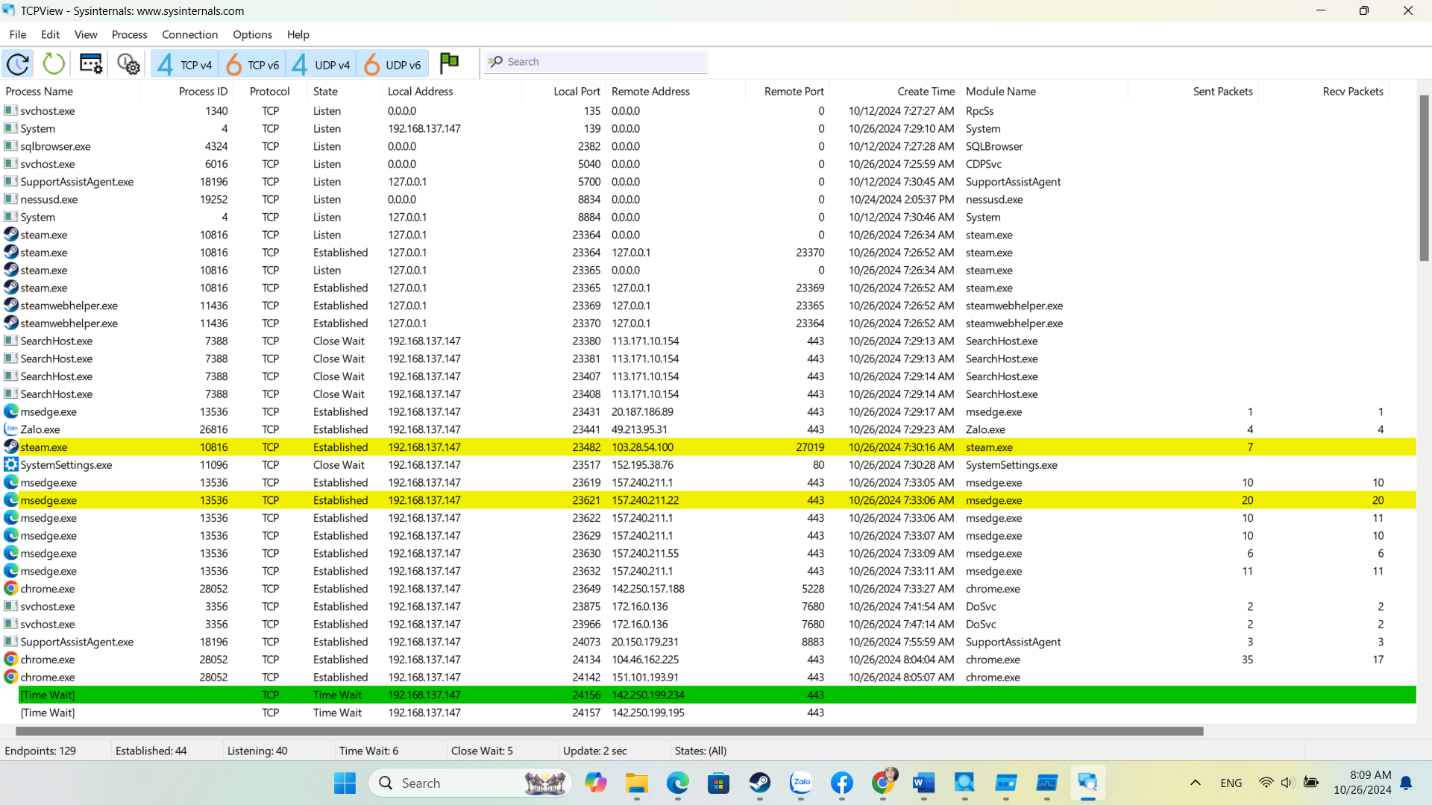 TCPView - Sysinternals: www.sysinternals.com
File Edit View Process Connection Options Help
4 TCP v4 6 TCP v6 4 UDP v4 6 UDP v6 Search
Process Name Process ID Protocol State Local Address Local Port Remote Address Remote Port Create Time Module Name Sent Packets Recv Packets
svchost.exe 1340 TCP Listen 0.0.0.0 135 0.0.0.0 0 10/12/2024 7:27:27 AM RpcSs
System 4 TCP Listen 192.168.137.147 139 0.0.0.0 0 10/26/2024 7:29:10 AM System
sqlbrowser.exe 4324 TCP Listen 0.0.0.0 2382 0.0.0.0 0 10/12/2024 7:27:28 AM SQLBrowser
svchost.exe 6016 TCP Listen 0.0.0.0 5040 0.0.0.0 0 10/26/2024 7:25:59 AM CDPSvc
SupportAssistAgent.exe 18196 TCP Listen 127.0.0.1 5700 0.0.0.0 0 10/12/2024 7:30:45 AM SupportAssistAgent
nessusd.exe 19252 TCP Listen 0.0.0.0 8834 0.0.0.0 0 10/24/2024 2:05:37 PM nessusd.exe
System 4 TCP Listen 127.0.0.1 8884 0.0.0.0 0 10/12/2024 7:30:46 AM System
steam.exe 10816 TCP Listen 127.0.0.1 23364 0.0.0.0 0 10/26/2024 7:26:34 AM steam.exe
steam.exe 10816 TCP Established 127.0.0.1 23364 127.0.0.1 23370 10/26/2024 7:26:52 AM steam.exe
steam.exe 10816 TCP Listen 127.0.0.1 23365 0.0.0.0 0 10/26/2024 7:26:34 AM steam.exe
steam.exe 10816 TCP Established 127.0.0.1 23365 127.0.0.1 23369 10/26/2024 7:26:52 AM steam.exe
steamwebhelper.exe 11436 TCP Established 127.0.0.1 23369 127.0.0.1 23365 10/26/2024 7:26:52 AM steamwebhelper.exe
steamwebhelper.exe 11436 TCP Established 127.0.0.1 23370 127.0.0.1 23364 10/26/2024 7:26:52 AM steamwebhelper.exe
SearchHost.exe 7388 TCP Close Wait 192.168.137.147 23380 113.171.10.154 443 10/26/2024 7:29:13 AM SearchHost.exe
SearchHost.exe 7388 TCP Close Wait 192.168.137.147 23381 113.171.10.154 443 10/26/2024 7:29:13 AM SearchHost.exe
SearchHost.exe 7388 TCP Close Wait 192.168.137.147 23407 113.171.10.154 443 10/26/2024 7:29:14 AM SearchHost.exe
SearchHost.exe 7388 TCP Close Wait 192.168.137.147 23408 113.171.10.154 443 10/26/2024 7:29:14 AM SearchHost.exe
msedge.exe 13536 TCP Established 192.168.137.147 23431 20.187.186.89 443 10/26/2024 7:29:17 AM msedge.exe 1 1
Zalo Zalo.exe 26816 TCP Established 192.168.137.147 23441 49.213.95.31 443 10/26/2024 7:29:23 AM Zalo.exe 4 4
steam.exe 10816 TCP Established 192.168.137.147 23482 103.28.54.100 27019 10/26/2024 7:30:16 AM steam.exe 7
SystemSettings.exe 11096 TCP Close Wait 192.168.137.147 23517 152.195.38.76 80 10/26/2024 7:30:28 AM SystemSettings.exe
msedge.exe 13536 TCP Established 192.168.137.147 23619 157.240.211.1 443 10/26/2024 7:33:05 AM msedge.exe 10 10
msedge.exe 13536 TCP Established 192.168.137.147 23621 157.240.211.22 443 10/26/2024 7:33:06 AM msedge.exe 20 20
msedge.exe 13536 TCP Established 192.168.137.147 23622 157.240.211.1 443 10/26/2024 7:33:06 AM msedge.exe 10 11
msedge.exe 13536 TCP Established 192.168.137.147 23629 157.240.211.1 443 10/26/2024 7:33:07 AM msedge.exe 10 10
msedge.exe 13536 TCP Established 192.168.137.147 23630 157.240.211.55 443 10/26/2024 7:33:09 AM msedge.exe 6 6
msedge.exe 13536 TCP Established 192.168.137.147 23632 157.240.211.1 443 10/26/2024 7:33:11 AM msedge.exe 11 11
chrome.exe 28052 TCP Established 192.168.137.147 23649 142.250.157.188 5228 10/26/2024 7:33:27 AM chrome.exe
svchost.exe 3356 TCP Established 192.168.137.147 23875 172.16.0.136 7680 10/26/2024 7:41:54 AM DoSvc 2 2
svchost.exe 3356 TCP Established 192.168.137.147 23966 172.16.0.136 7680 10/26/2024 7:47:14 AM DoSvc 2 2
SupportAssistAgent.exe 18196 TCP Established 192.168.137.147 24073 20.150.179.231 8883 10/26/2024 7:55:59 AM SupportAssistAgent 3 3
chrome.exe 28052 TCP Established 192.168.137.147 24134 104.46.162.225 443 10/26/2024 8:04:04 AM chrome.exe 35 17
chrome.exe 28052 TCP Established 192.168.137.147 24142 151.101.193.91 443 10/26/2024 8:05:07 AM chrome.exe
[Time Wait] TCP Time Wait 192.168.137.147 24156 142.250.199.234 443
[Time Wait] TCP Time Wait 192.168.137.147 24157 142.250.199.195 443
Endpoints: 129 Established: 44 Listening: 40 Time Wait: 6 Close Wait: 5 Update: 2 sec States: (All)
Search Zalo ENG 8:09 AM
10/26/2024